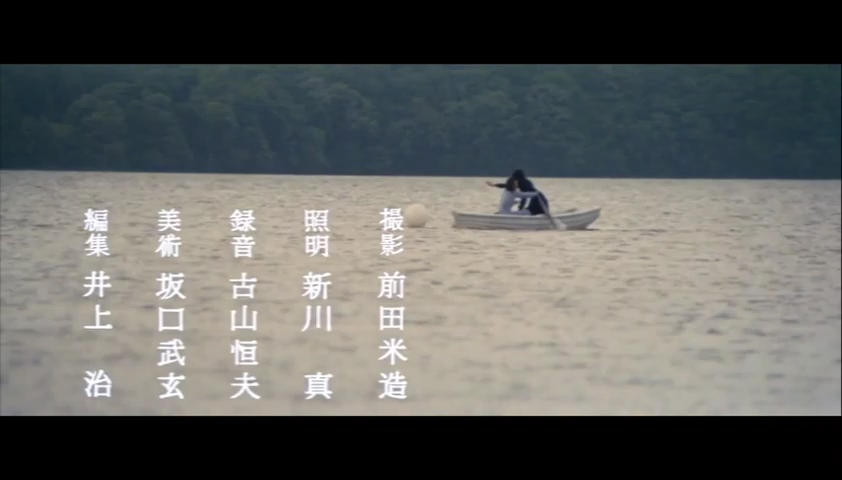 撮影 前田米造
照明 新川 真
録音 古山恒夫
美術 坂口武玄
編集 井上 治